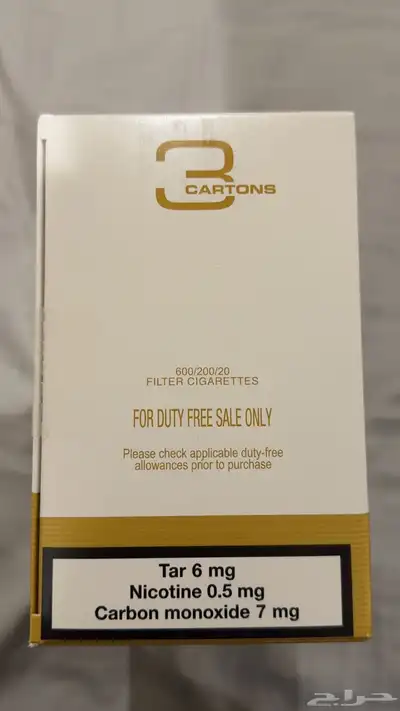 3
CARTONS
600/200/20
FILTER CIGARETTES
FOR DUTY FREE SALE ONLY
Please check applicable duty-free
allowances prior to purchase
Tar 6 mg
Nicotine 0.5 mg
Carbon monoxide 7 mg
حراج